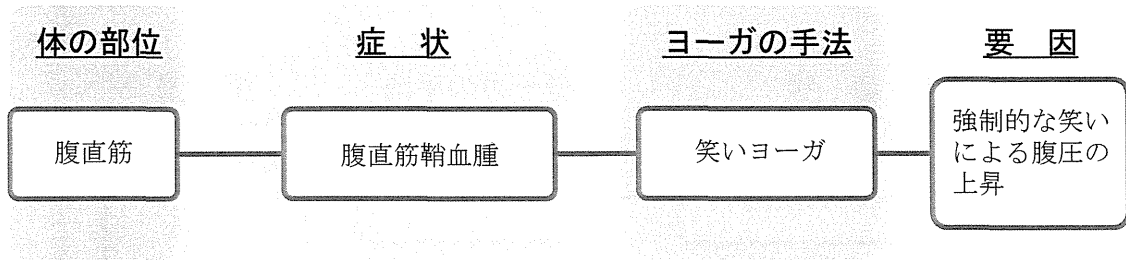 体の部位
症　状
ヨーガの手法
要　因
腹直筋
腹直筋鞘血腫
笑いヨーガ
強制的な笑い
による腹圧の
上昇